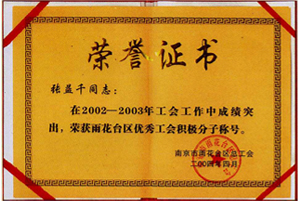 荣誉证书
张益千同志：
在2002—2003年工会工作中成绩突
出，荣获雨花台区优秀工会积极分子称号。
南京市雨花台区总工会
二00四年四月